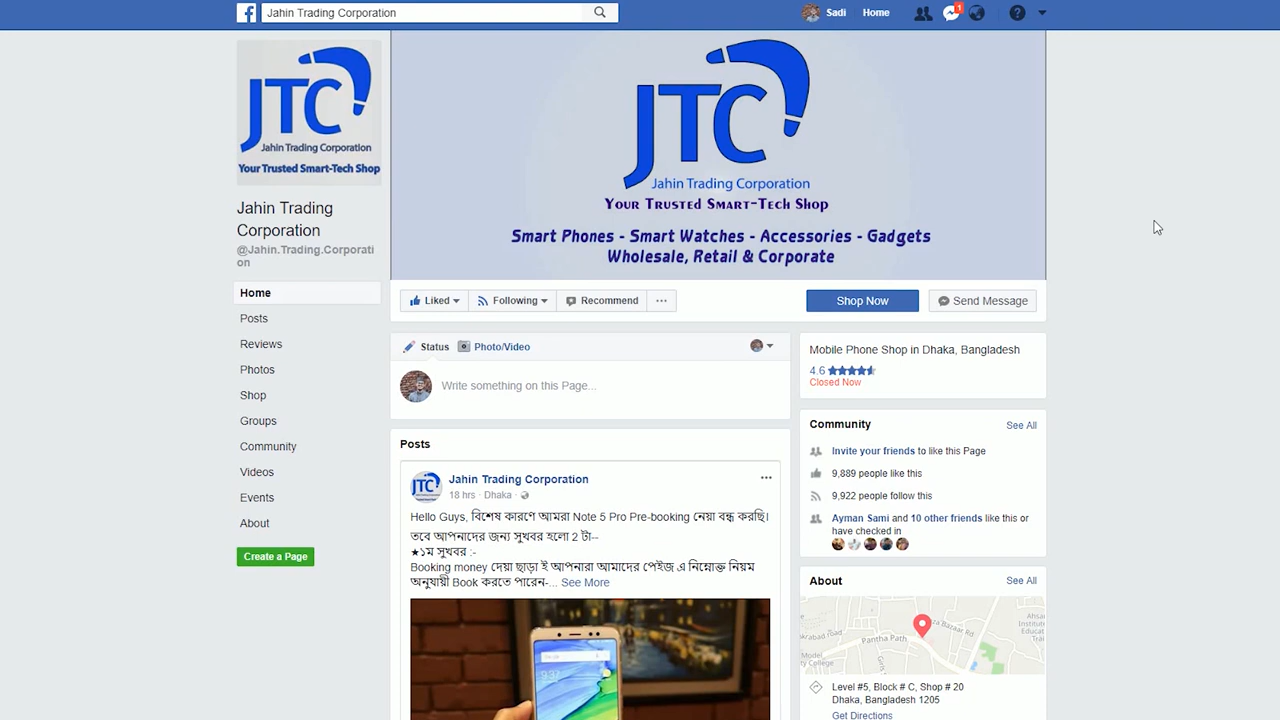 Jahin Trading Corporation
Sadi
Home
1
JTC
Jahin Trading Corporation
Your Trusted Smart-Tech Shop
Jahin Trading
Corporation
@Jahin.Trading.Corporati
on
Home
Posts
Reviews
Photos
Shop
Groups
Community
Videos
Events
About
Create a Page
JTC
Jahin Trading Corporation
Your Trusted Smart-Tech Shop
Smart Phones - Smart Watches - Accessories - Gadgets
Wholesale, Retail & Corporate
Liked
Following
Recommend
Shop Now
Send Message
Status
Photo/Video
Write something on this Page...
Posts
JTC
Jahin Trading Corporation
18 hrs · Dhaka ·
Hello Guys, বিশেষ কারণে আমরা Note 5 Pro Pre-booking নেয়া বন্ধ করছি!
তবে আপনাদের জন্য সুখবর হলো 2 টা--
★১ম সুখবর :-
Booking money দেয়া ছাড়া ই আপনারা আমাদের পেইজ এ নিম্নোক্ত নিয়ম
অনুযায়ী Book করতে পারেন-... See More
Mobile Phone Shop in Dhaka, Bangladesh
4.6
Closed Now
Community
See All
Invite your friends to like this Page
9,889 people like this
9,922 people follow this
Ayman Sami and 10 other friends like this or
have checked in
About
See All
Pantha Path
Level #5, Block # C, Shop # 20
Dhaka, Bangladesh 1205
Get Directions